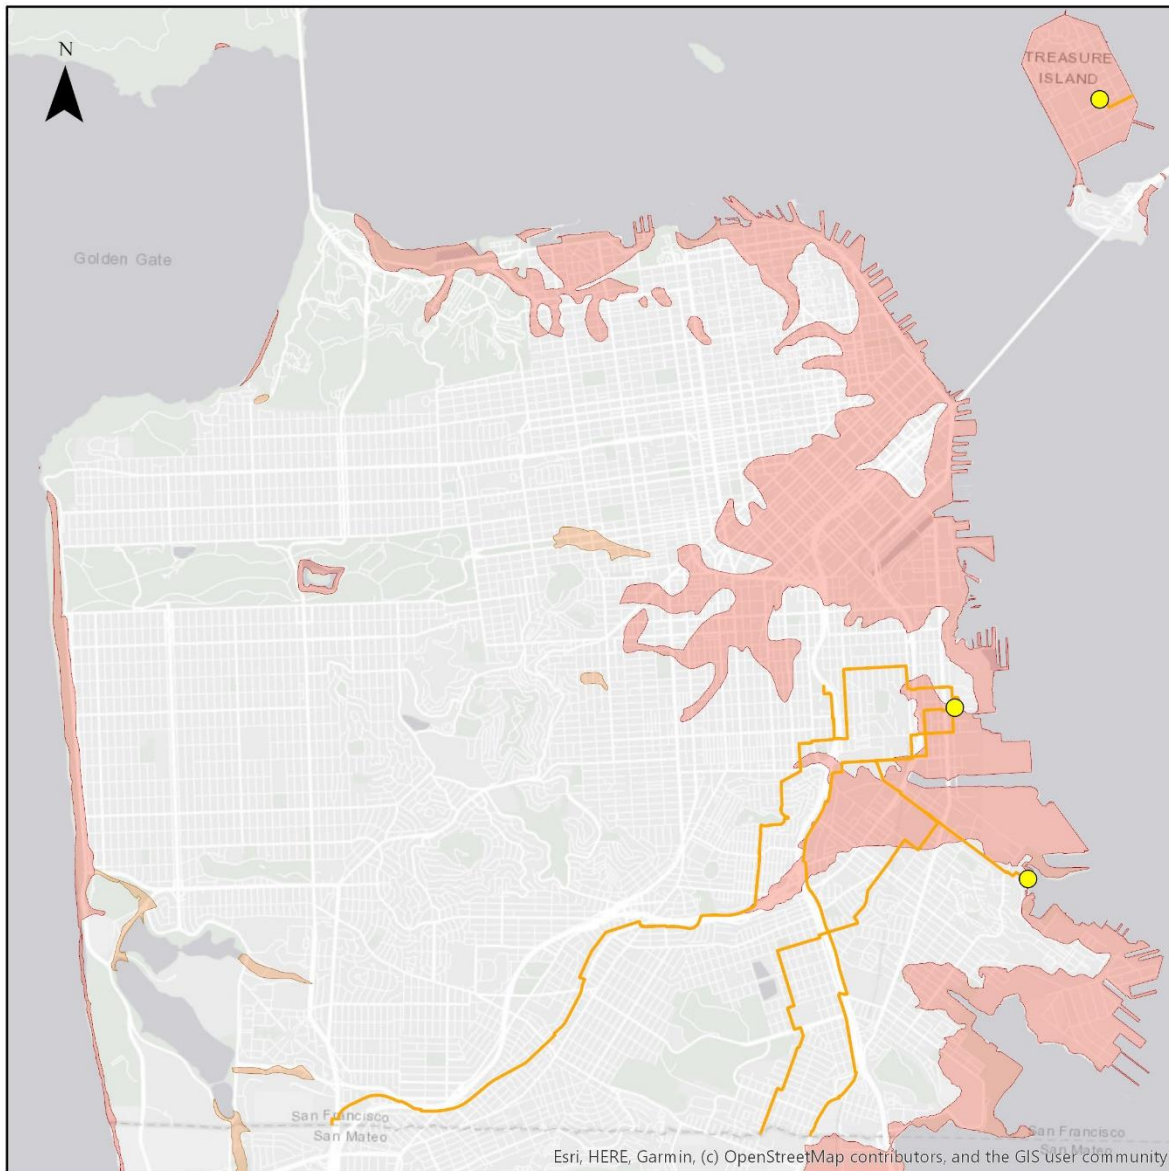 N
TREASURE
ISLAND
Golden Gate
San Francisco
San Mateo
San Francisco
San Mateo
Esri, HERE, Garmin, (c) OpenStreetMap contributors, and the GIS user community